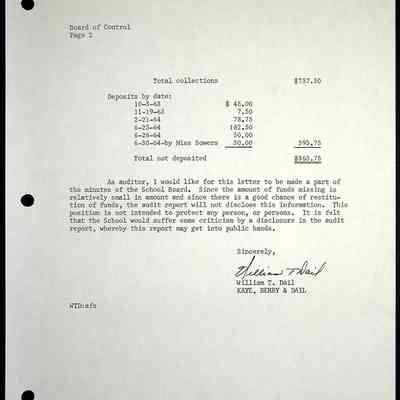 Board of Control
Page 2
Total collections $757.50
Deposits by date:
10-3-63 $ 45.00
11-19-63 7.50
2-21-64 78.75
6-23-64 182.50
6-26-64 50.00
6-30-64-by Miss Sowers 30.00 393.75
Total not deposited $363.75
As auditor, I would like for this letter to be made a part of
the minutes of the School Board. Since the amount of funds missing is
relatively small in amount and since there is a good chance of restitu-
tion of funds, the audit report will not disclose this information. This
position is not intended to protect any person, or persons. It is felt
that the School would suffer some criticism by a disclosure in the audit
report, whereby this report may get into public hands.
Sincerely,
William T Dail
William T. Dail
KAYE, BERRY & DAIL
WTD:afs